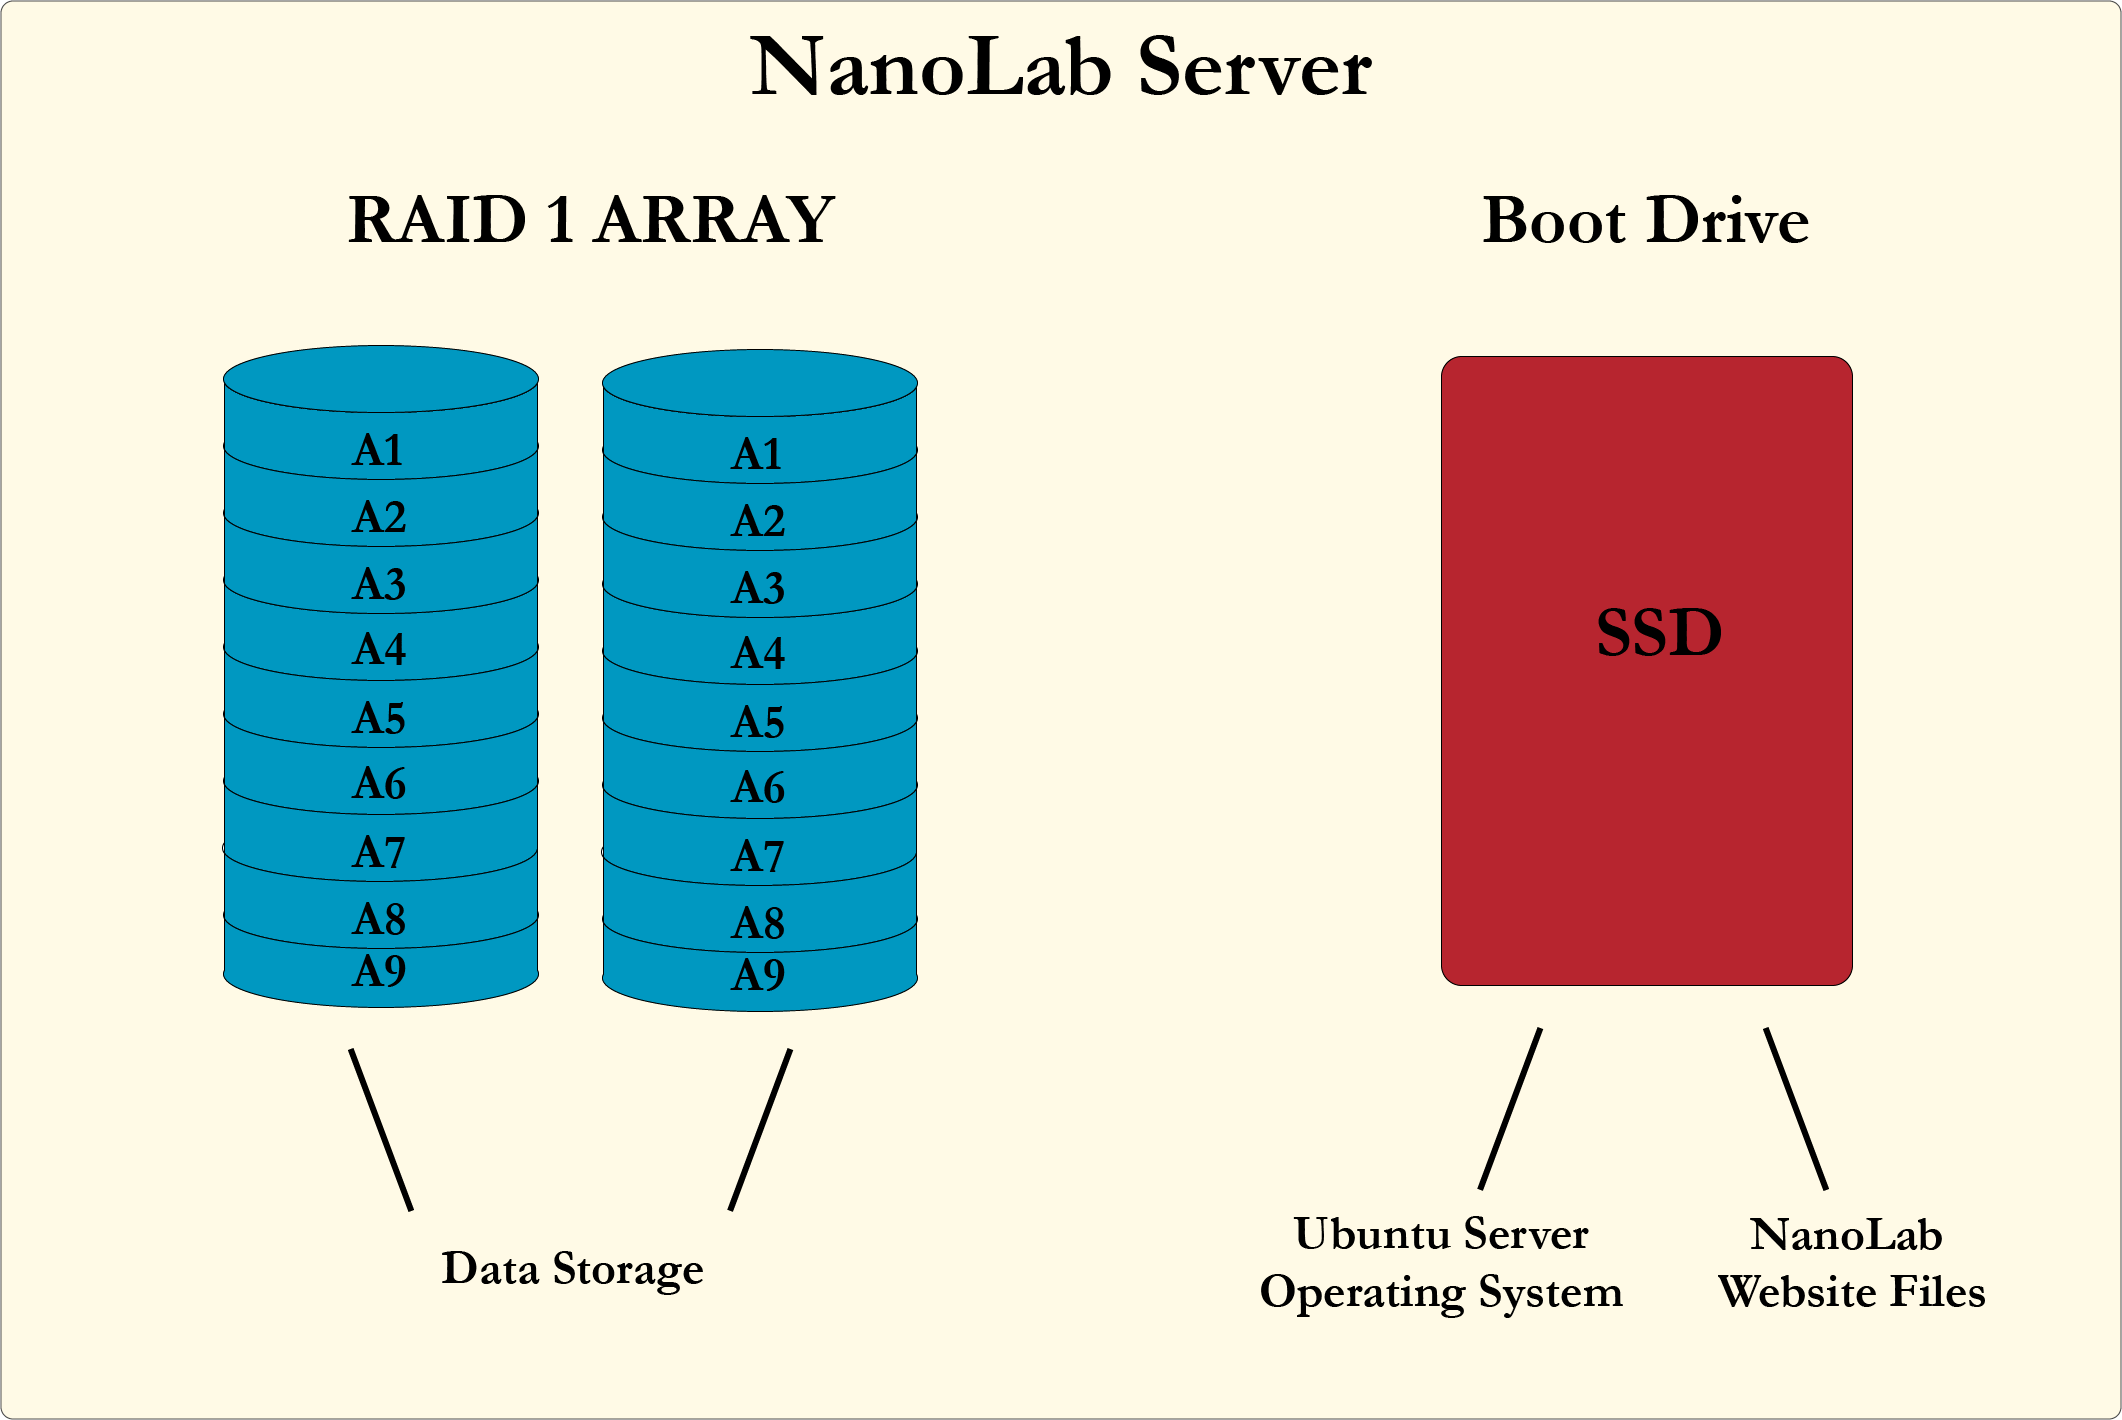 NanoLab Server
RAID 1 ARRAY
Boot Drive
A1
A2
A3
A4
A5
A6
A7
A8
A9
A1
A2
A3
A4
A5
A6
A7
A8
A9
SSD
Data Storage
Ubuntu Server
Operating System
NanoLab
Website Files